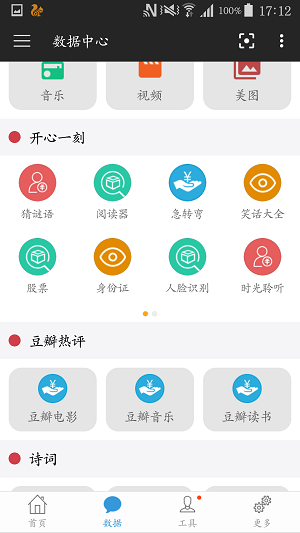 100% 17:12
数据中心
音乐 视频 美图
开心一刻
猜谜语 阅读器 急转弯 笑话大全
股票 身份证 人脸识别 时光聆听
豆瓣热评
豆瓣电影 豆瓣音乐 豆瓣读书
诗词
首页 数据 工具 更多